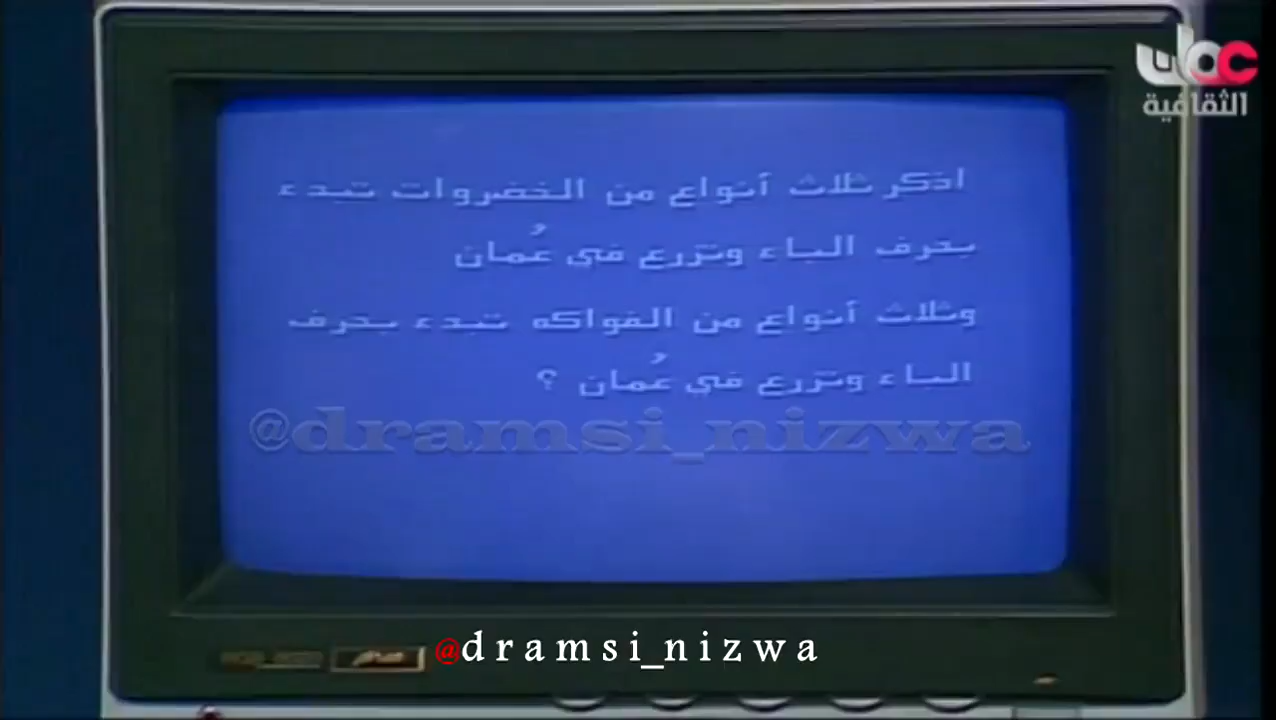 الثقافية
اذكر ثلاث أنواع من الخضروات تبدء
بحرف الباء وتزرع في عُمان
وثلاث أنواع من الفواكه تبدء بحرف
الباء وتزرع في عُمان ؟
@dramsi_nizwa
@dramsi_nizwa